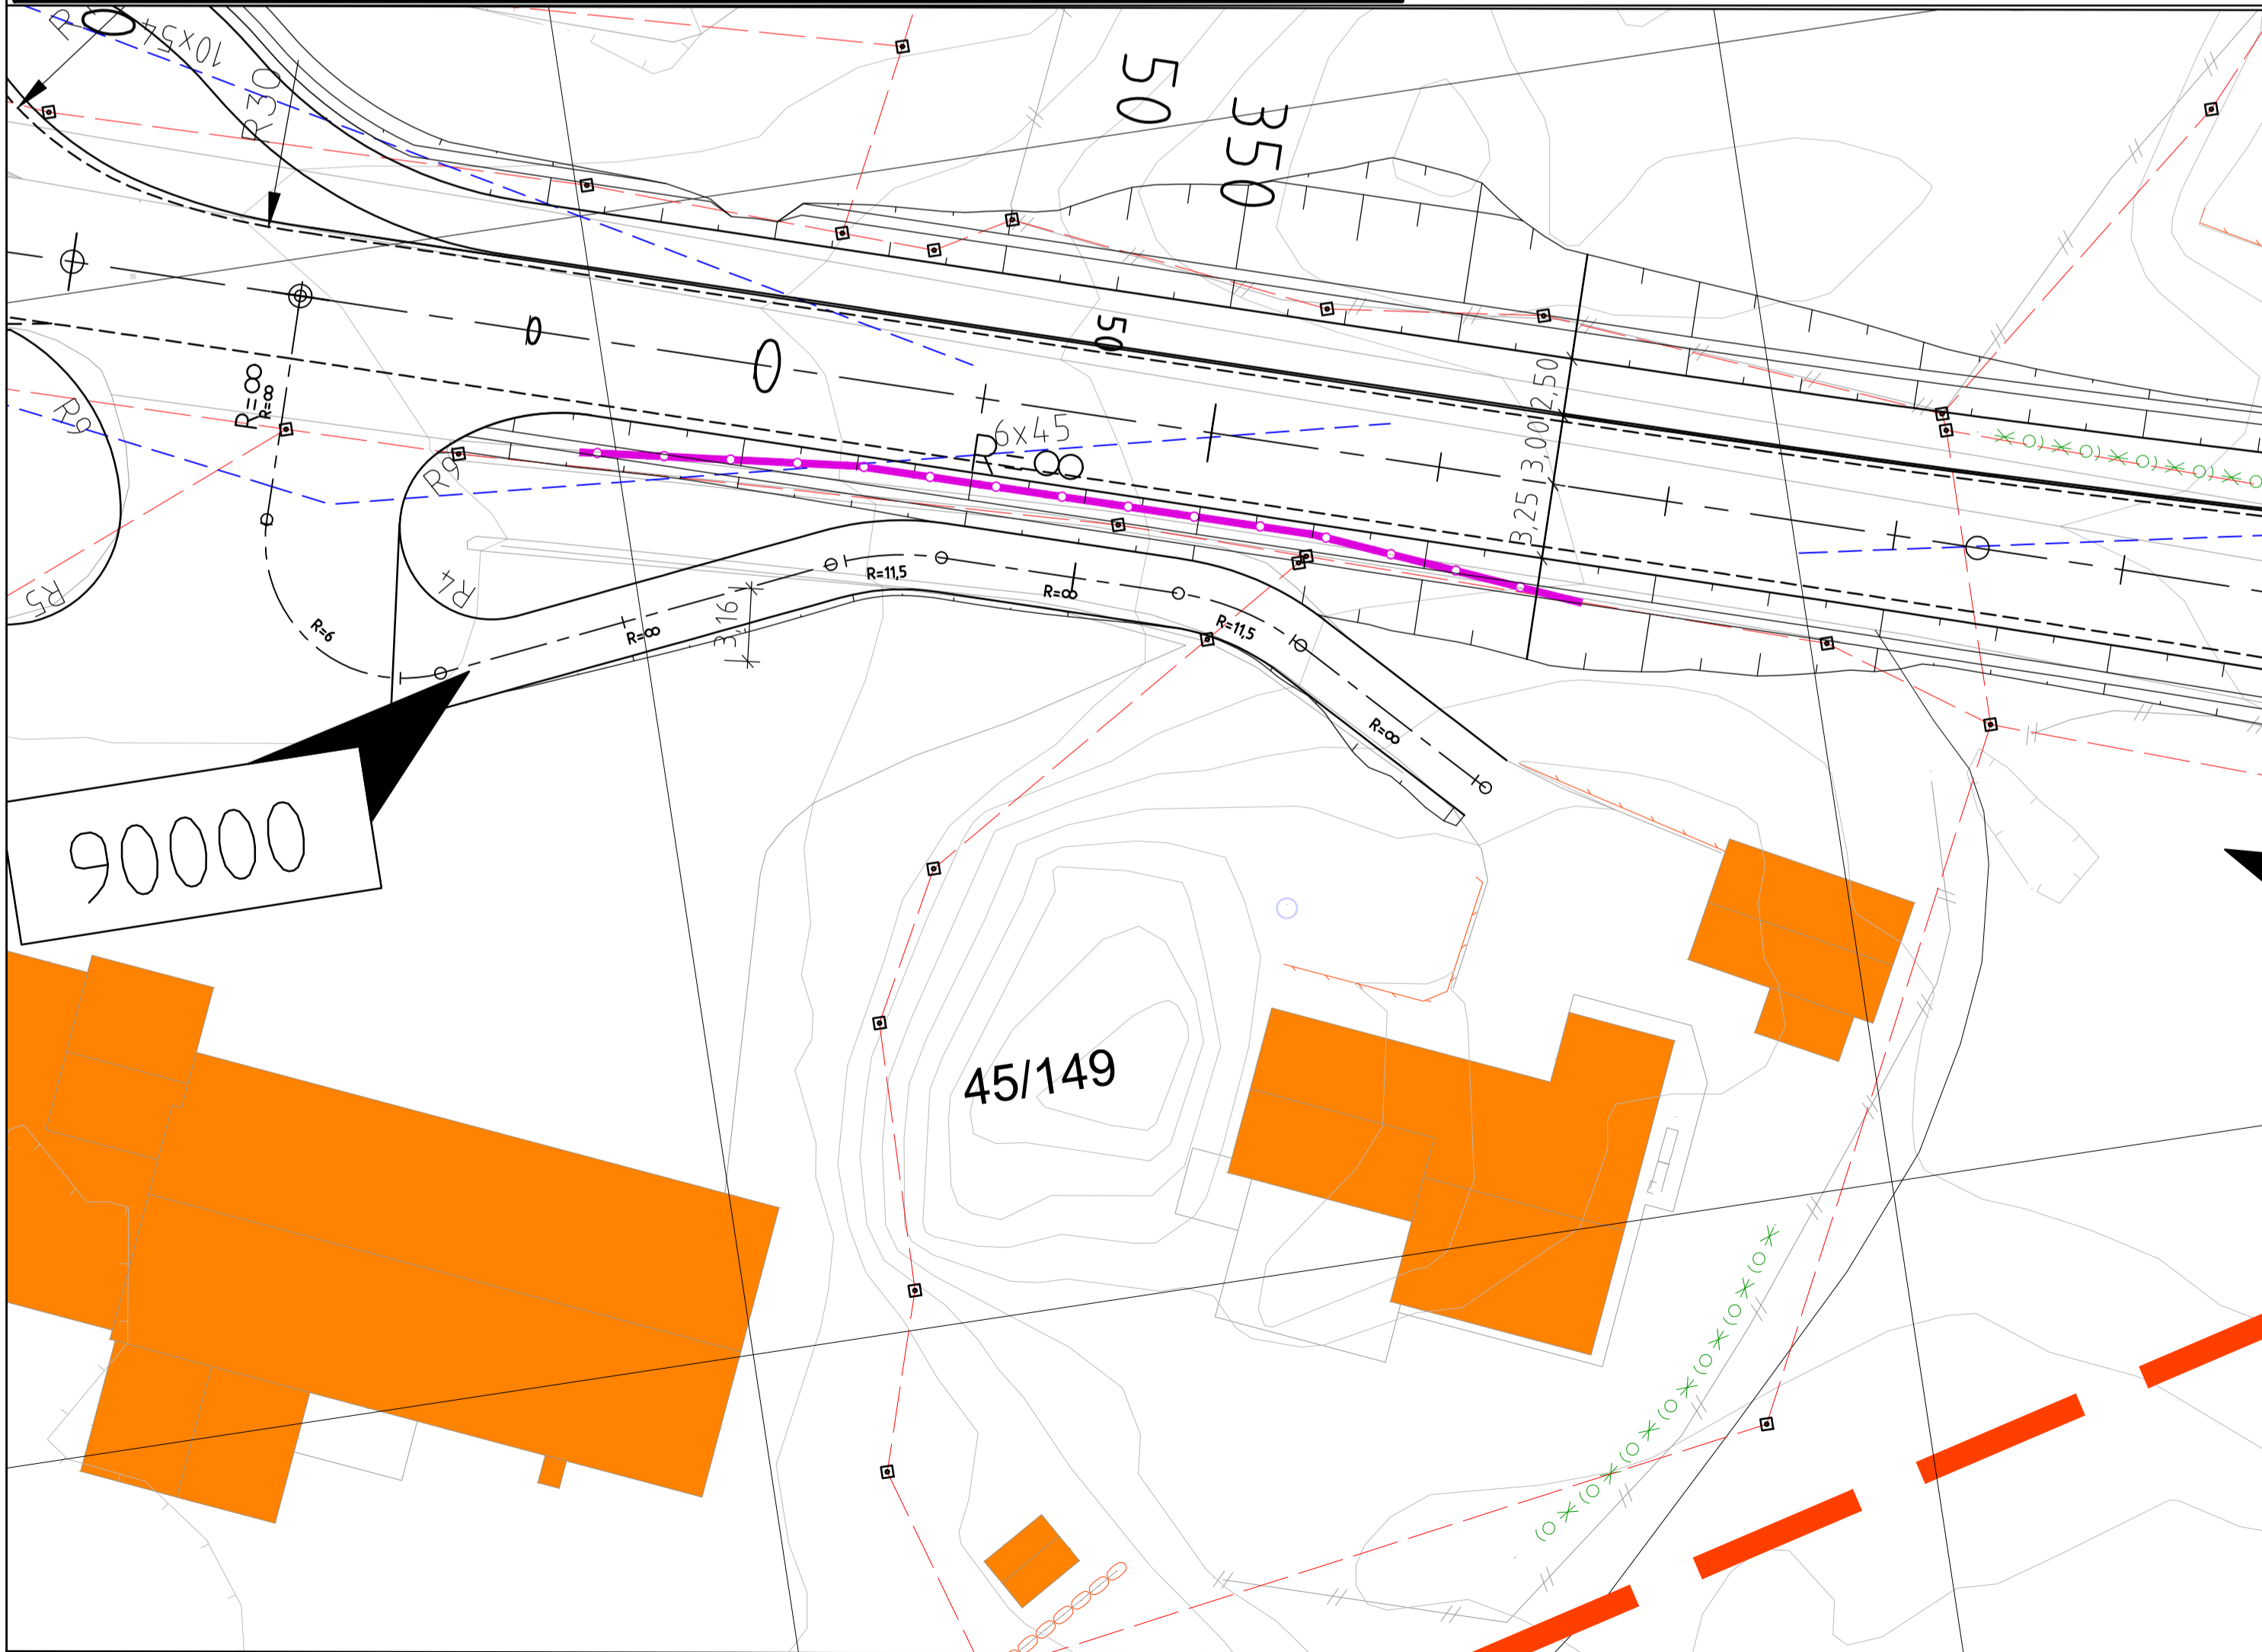 10x54
R30
50
350
0
0
50
R=∞
R=∞
R9
R9
6x45
R=∞
2,50
3,00
3,25
R5
R4
R=6
R=∞
3,16
R=11,5
R=∞
R=11,5
R=∞
90000
45/149